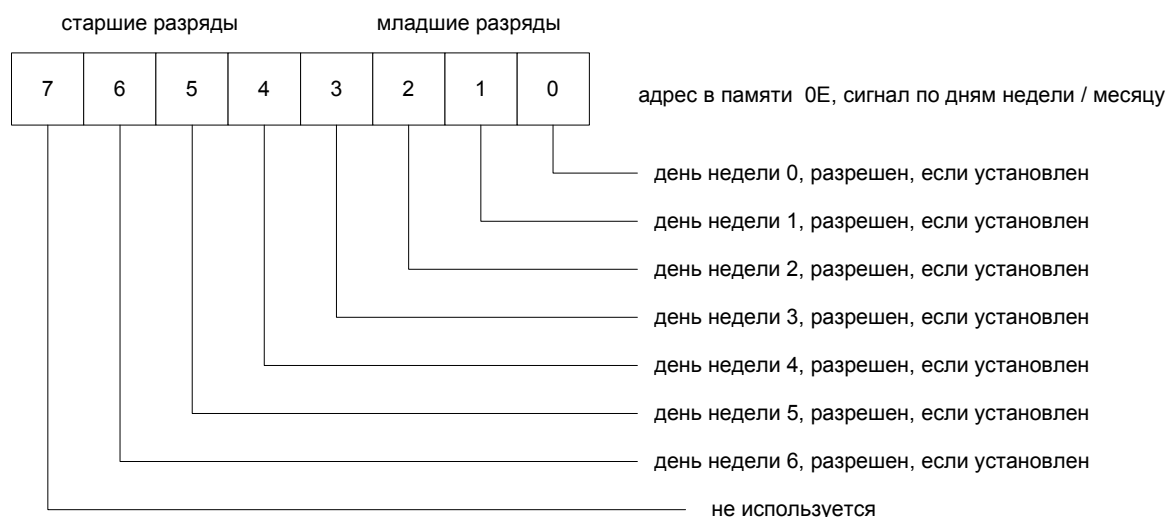 старшие разряды младшие разряды
7 6 5 4 3 2 1 0
адрес в памяти 0E, сигнал по дням недели / месяцу
день недели 0, разрешен, если установлен
день недели 1, разрешен, если установлен
день недели 2, разрешен, если установлен
день недели 3, разрешен, если установлен
день недели 4, разрешен, если установлен
день недели 5, разрешен, если установлен
день недели 6, разрешен, если установлен
не используется